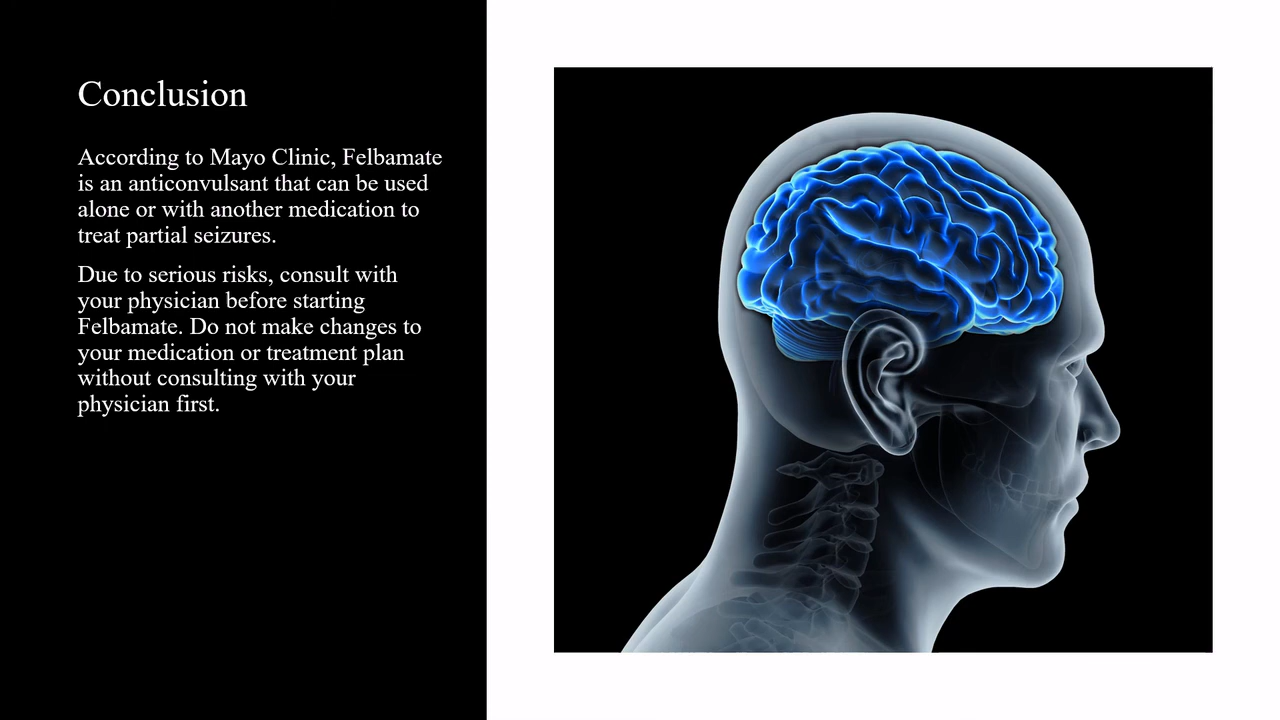 Conclusion
According to Mayo Clinic, Felbamate
is an anticonvulsant that can be used
alone or with another medication to
treat partial seizures.
Due to serious risks, consult with
your physician before starting
Felbamate. Do not make changes to
your medication or treatment plan
without consulting with your
physician first.